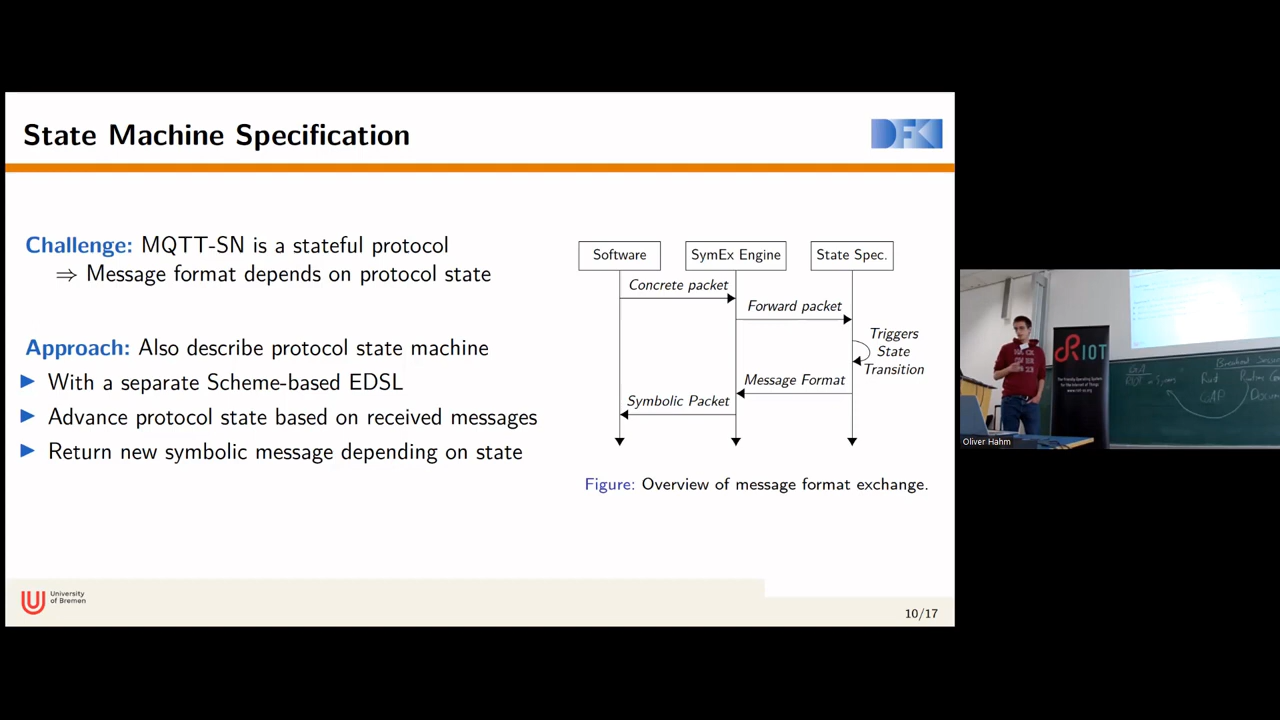 State Machine Specification
DFKI
Challenge: MQTT-SN is a stateful protocol
⇒ Message format depends on protocol state
Approach: Also describe protocol state machine
With a separate Scheme-based EDSL
Advance protocol state based on received messages
Return new symbolic message depending on state
Software
SymEx Engine
State Spec.
Concrete packet
Forward packet
Triggers
State
Transition
Message Format
Symbolic Packet
Figure: Overview of message format exchange.
University
of Bremen
10/17
RIOT
Oliver Hahm